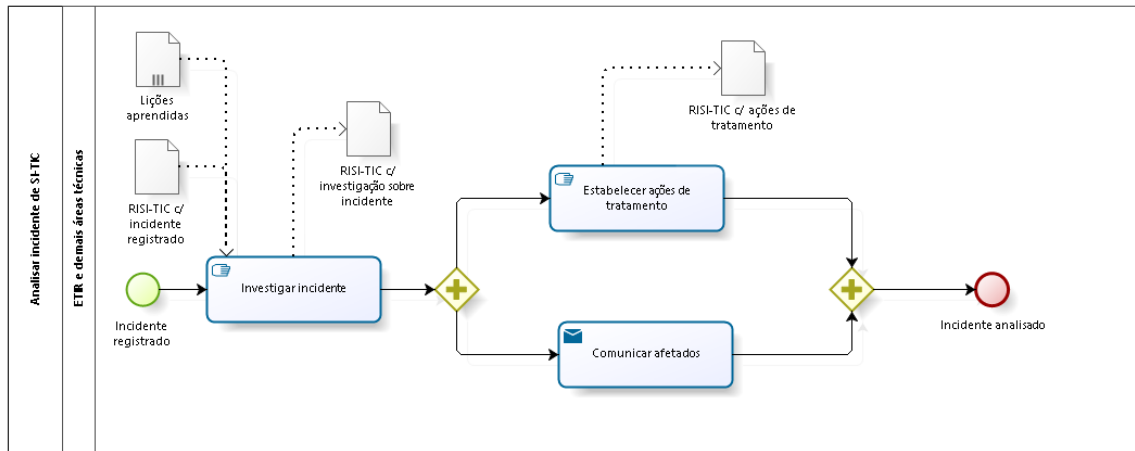 Analisar incidente de SI-TIC
ETIR e demais áreas técnicas
Lições
aprendidas
RISI-TIC c/
incidente
registrado
RISI-TIC c/
investigação sobre
incidente
RISI-TIC c/ ações de
tratamento
Incidente
registrado
Investigar incidente
Estabelecer ações de
tratamento
Comunicar afetados
Incidente analisado